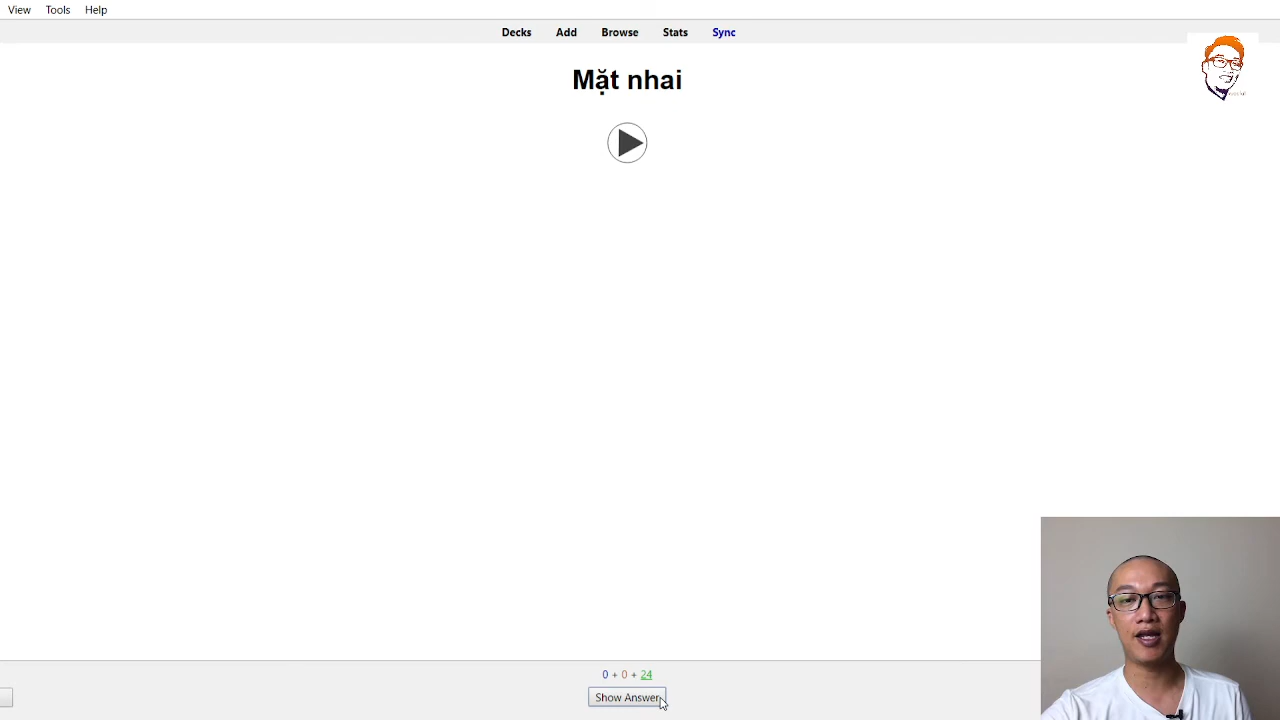 View Tools Help
Decks Add Browse Stats Sync
Mặt nhai
0 + 0 + 24
Show Answer